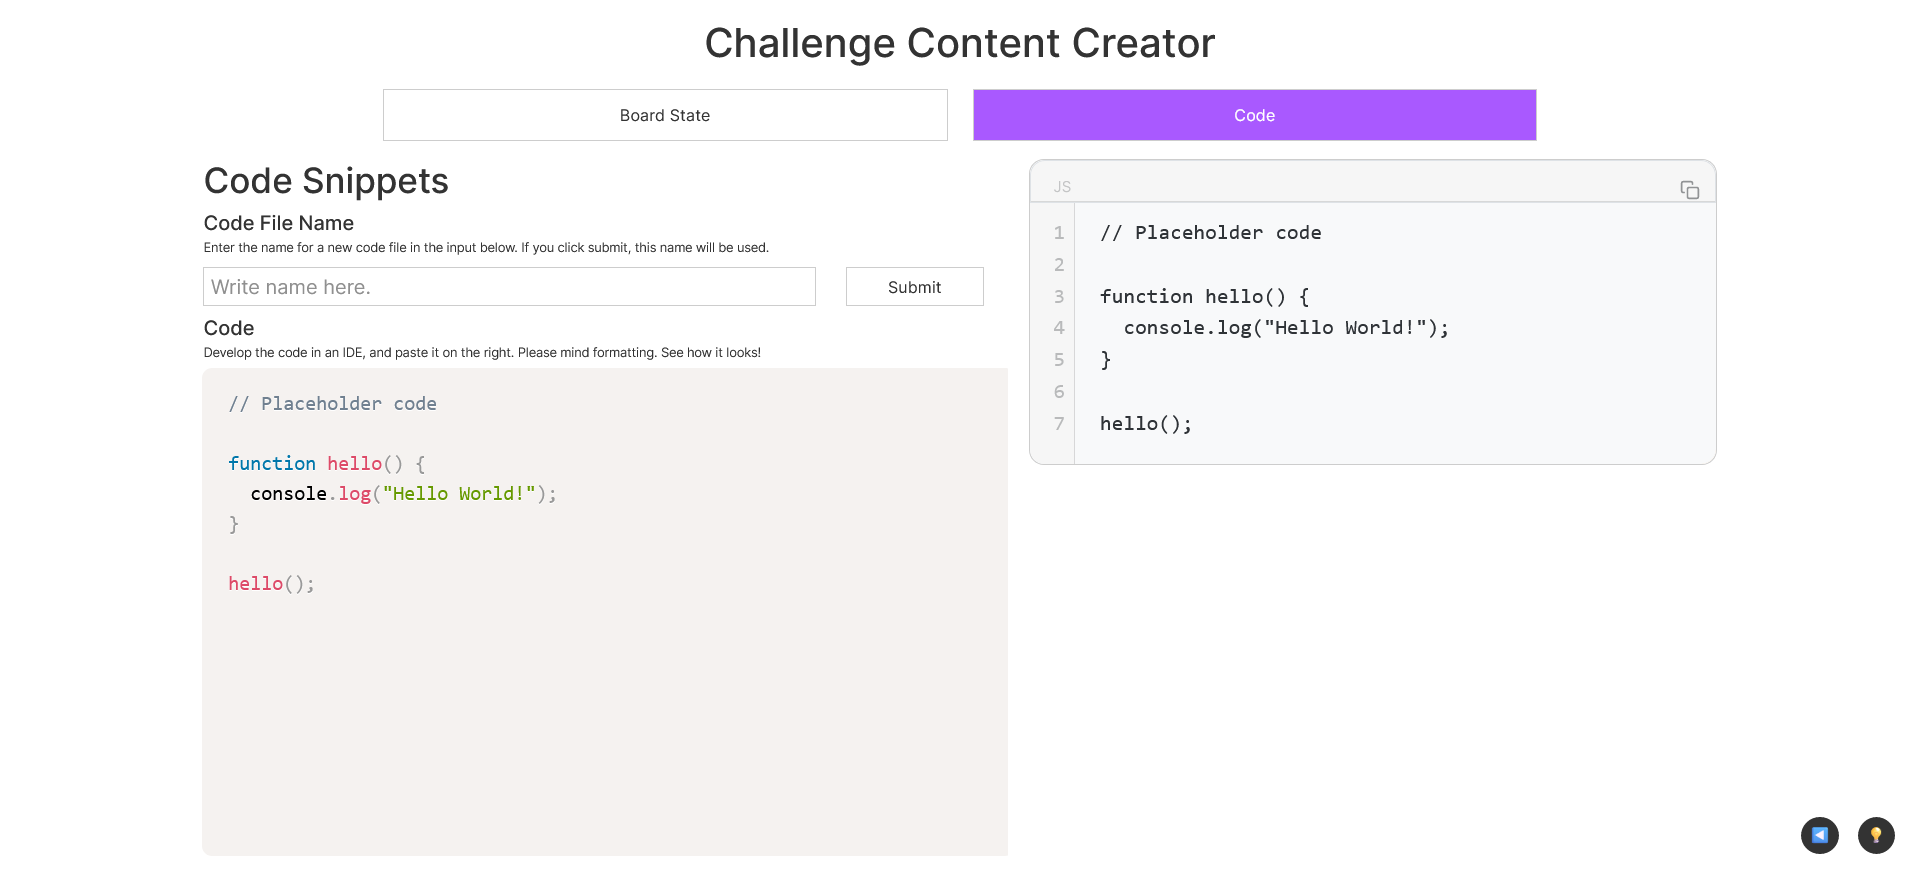 Challenge Content Creator
Board State
Code
Code Snippets
Code File Name
Enter the name for a new code file in the input below. If you click submit, this name will be used.
Write name here.
Submit
Code
Develop the code in an IDE, and paste it on the right. Please mind formatting. See how it looks!
// Placeholder code
function hello() {
  console.log("Hello World!");
}
hello();
JS
1 // Placeholder code
2
3 function hello() {
4   console.log("Hello World!");
5 }
6
7 hello();